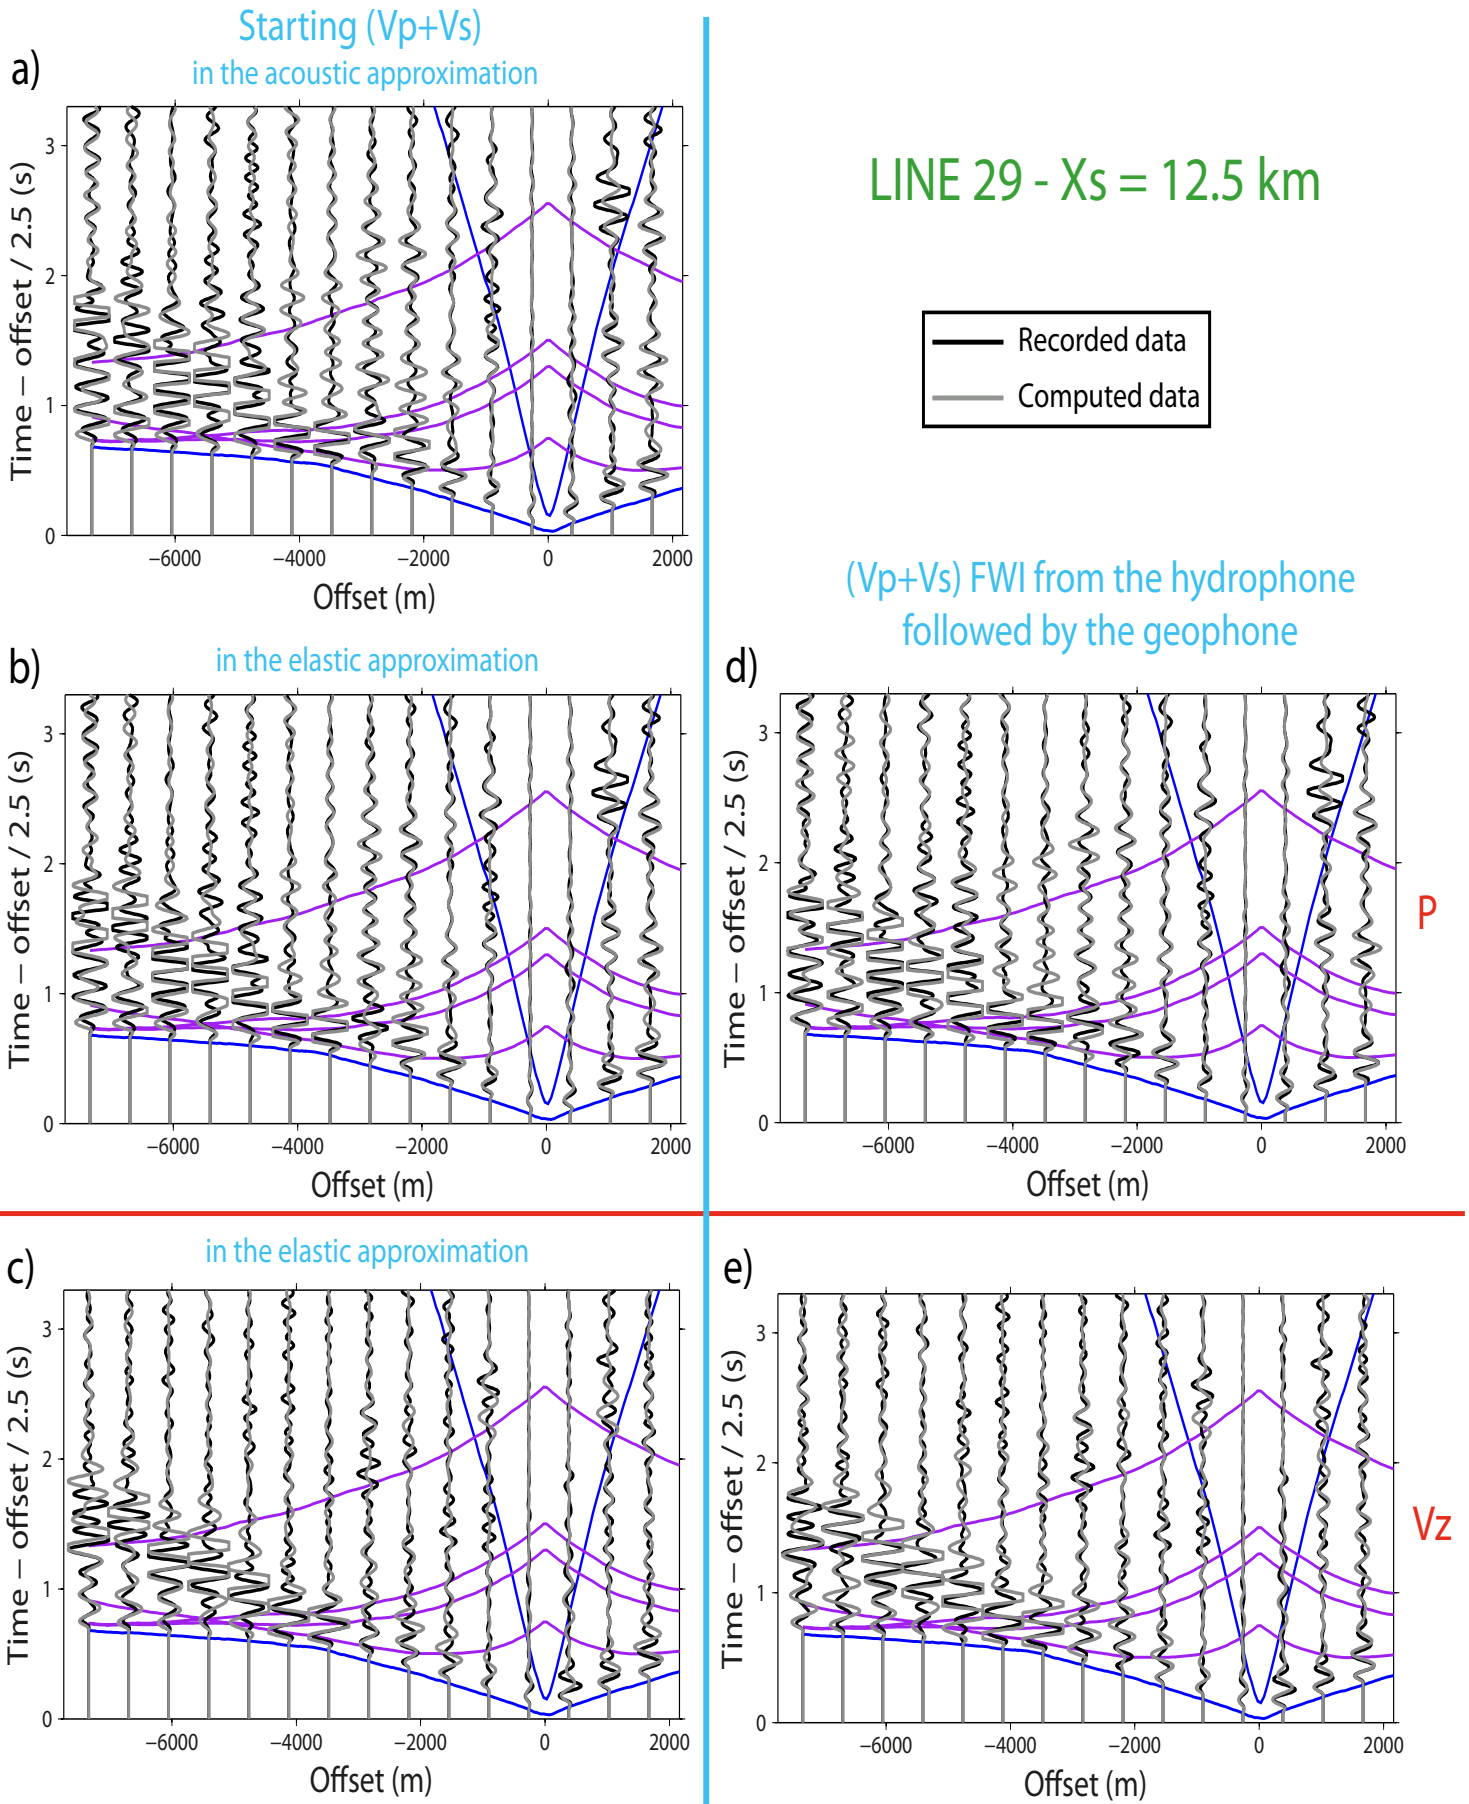 Starting (Vp+Vs)
in the acoustic approximation
a)
Time – offset / 2.5 (s)
3
2
1
0
−6000 −4000 −2000 0 2000
Offset (m)
LINE 29 - Xs = 12.5 km
Recorded data
Computed data
in the elastic approximation
b)
Time – offset / 2.5 (s)
3
2
1
0
−6000 −4000 −2000 0 2000
Offset (m)
(Vp+Vs) FWI from the hydrophone
followed by the geophone
d)
Time – offset / 2.5 (s)
3
2
1
0
−6000 −4000 −2000 0 2000
Offset (m)
P
in the elastic approximation
c)
Time – offset / 2.5 (s)
3
2
1
0
−6000 −4000 −2000 0 2000
Offset (m)
e)
Time – offset / 2.5 (s)
3
2
1
0
−6000 −4000 −2000 0 2000
Offset (m)
Vz